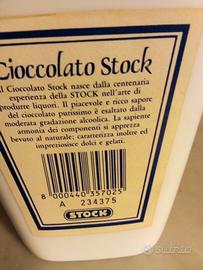 Cioccolato Stock
Il Cioccolato Stock nasce dalla centenaria
esperienza della STOCK nell'arte di
produrre liquori. Il piacevole e ricco sapore
del cioccolato purissimo è esaltato dalla
moderata gradazione alcoolica. La sapiente
armonia dei componenti si apprezza
bevuto al naturale; caratterizza inoltre ed
impreziosisce dolci e gelati.
8 000440 357025
A 234375
STOCK
subito